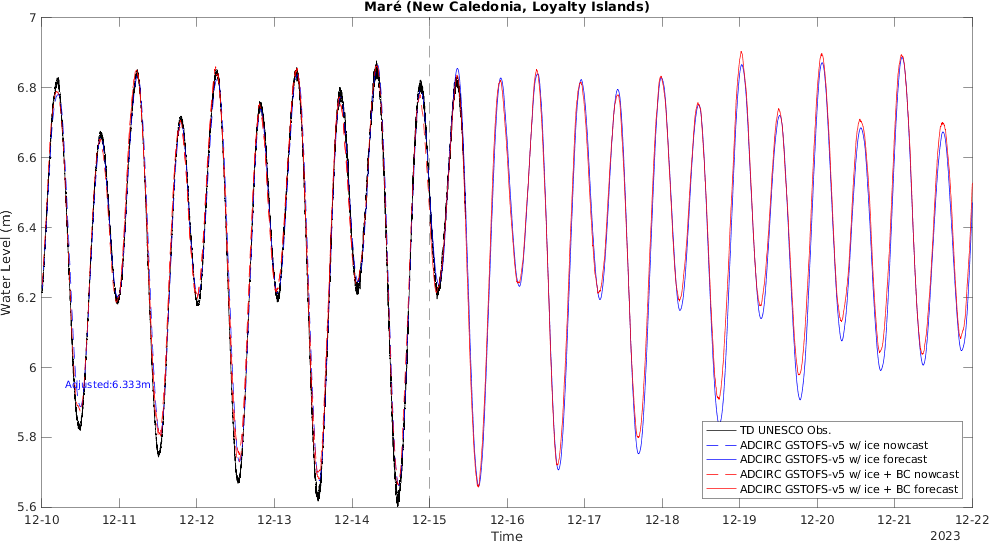 Maré (New Caledonia, Loyalty Islands)
Water Level (m)
7
6.8
6.6
6.4
6.2
6
5.8
5.6
Adjusted:6.333m
TD UNESCO Obs.
ADCIRC GSTOFS-v5 w/ ice nowcast
ADCIRC GSTOFS-v5 w/ ice forecast
ADCIRC GSTOFS-v5 w/ ice + BC nowcast
ADCIRC GSTOFS-v5 w/ ice + BC forecast
12-10 12-11 12-12 12-13 12-14 12-15 12-16 12-17 12-18 12-19 12-20 12-21 12-22
Time
2023